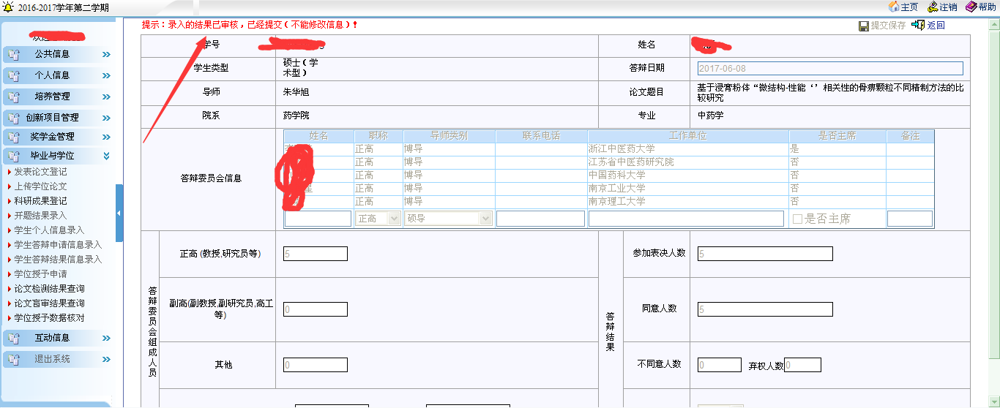 2016-2017学年第二学期
主页 注销 帮助
提示：录入的结果已审核，已经提交（不能修改信息）！
提交保存 返回
公共信息
个人信息
培养管理
创新项目管理
奖学金管理
毕业与学位
发表论文登记
上传学位论文
科研成果登记
开题结果录入
学生个人信息录入
学生答辩申请信息录入
学生答辩结果信息录入
学位授予申请
论文检测结果查询
论文盲审结果查询
学位授予数据核对
互动信息
退出系统
学号 姓名
学生类型 硕士（学
术型） 答辩日期 2017-06-08
导师 朱华旭 论文题目 基于浸膏粉体“微结构-性能‘’相关性的骨痹颗粒不同精制方法的比
较研究
院系 药学院 专业 中药学
答辩委员会信息
姓名 职称 导师类别 联系电话 工作单位 是否主席 备注
正高 博导 浙江中医药大学 是
正高 博导 江苏省中医药研究院 否
正高 博导 中国药科大学 否
正高 博导 南京工业大学 否
正高 博导 南京理工大学 否
正高 硕导 是否主席
答辩委员会组成人员
正高 (教授,研究员等) 5
副高(副教授,副研究员,高工
等) 0
其他 0
答辩结果
参加表决人数 5
同意人数 5
不同意人数 0 弃权人数 0